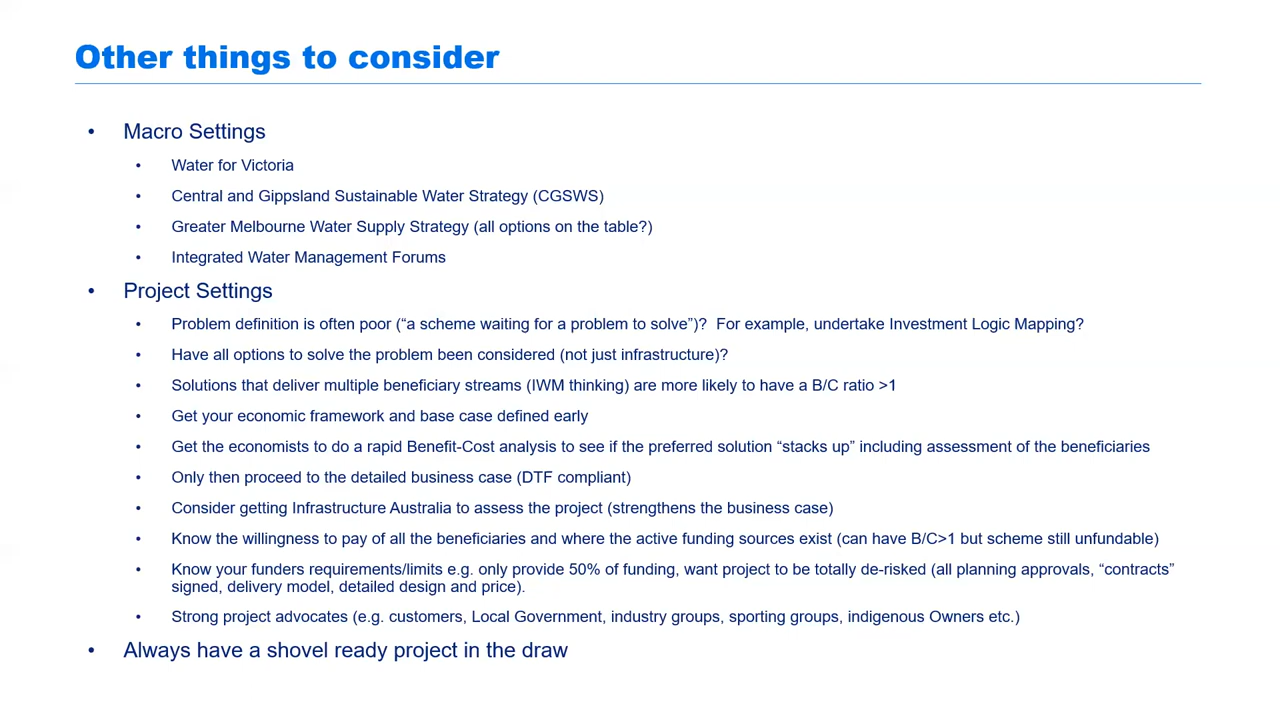 Other things to consider
• Macro Settings
• Water for Victoria
• Central and Gippsland Sustainable Water Strategy (CGSWS)
• Greater Melbourne Water Supply Strategy (all options on the table?)
• Integrated Water Management Forums
• Project Settings
• Problem definition is often poor (“a scheme waiting for a problem to solve”)?  For example, undertake Investment Logic Mapping?
• Have all options to solve the problem been considered (not just infrastructure)?
• Solutions that deliver multiple beneficiary streams (IWM thinking) are more likely to have a B/C ratio >1
• Get your economic framework and base case defined early
• Get the economists to do a rapid Benefit-Cost analysis to see if the preferred solution “stacks up” including assessment of the beneficiaries
• Only then proceed to the detailed business case (DTF compliant)
• Consider getting Infrastructure Australia to assess the project (strengthens the business case)
• Know the willingness to pay of all the beneficiaries and where the active funding sources exist (can have B/C>1 but scheme still unfundable)
• Know your funders requirements/limits e.g. only provide 50% of funding, want project to be totally de-risked (all planning approvals, “contracts”
signed, delivery model, detailed design and price).
• Strong project advocates (e.g. customers, Local Government, industry groups, sporting groups, indigenous Owners etc.)
• Always have a shovel ready project in the draw